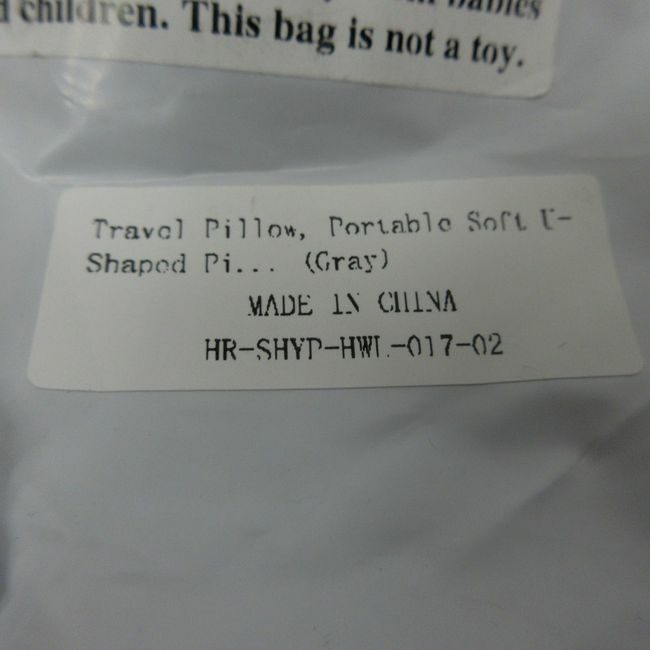 babies
children. This bag is not a toy.
Travel Pillow, Portable Soft U-
Shaped Pi... (Gray)
MADE IN CHINA
HR-SHYP-HWL-017-02